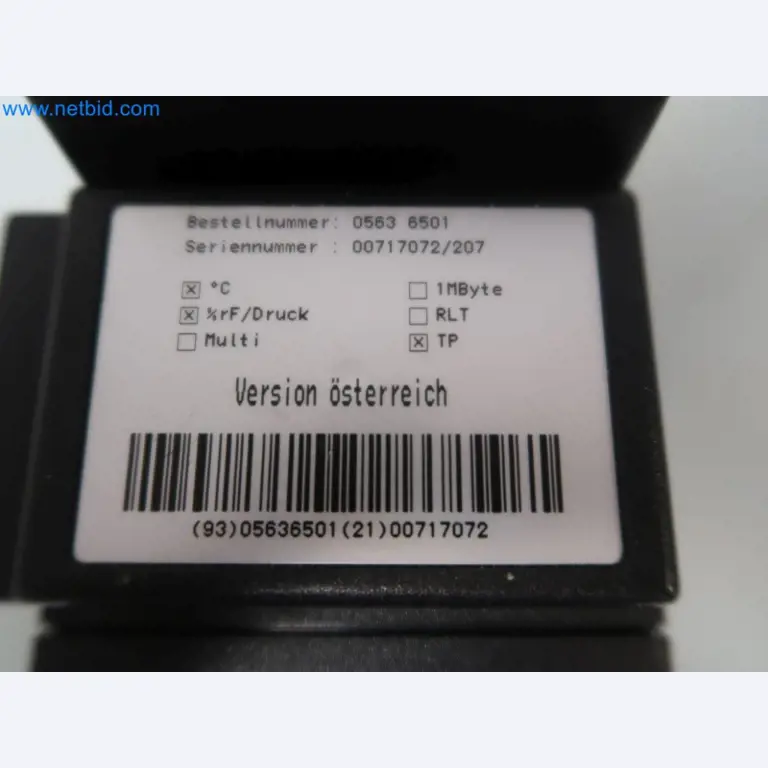 www.netbid.com
Bestellnummer: 0563 6501
Seriennummer : 00717072/207
☒ °C ☐ 1MByte
☒ %rF/Druck ☐ RLT
☐ Multi ☒ TP
Version österreich
(93)05636501(21)00717072